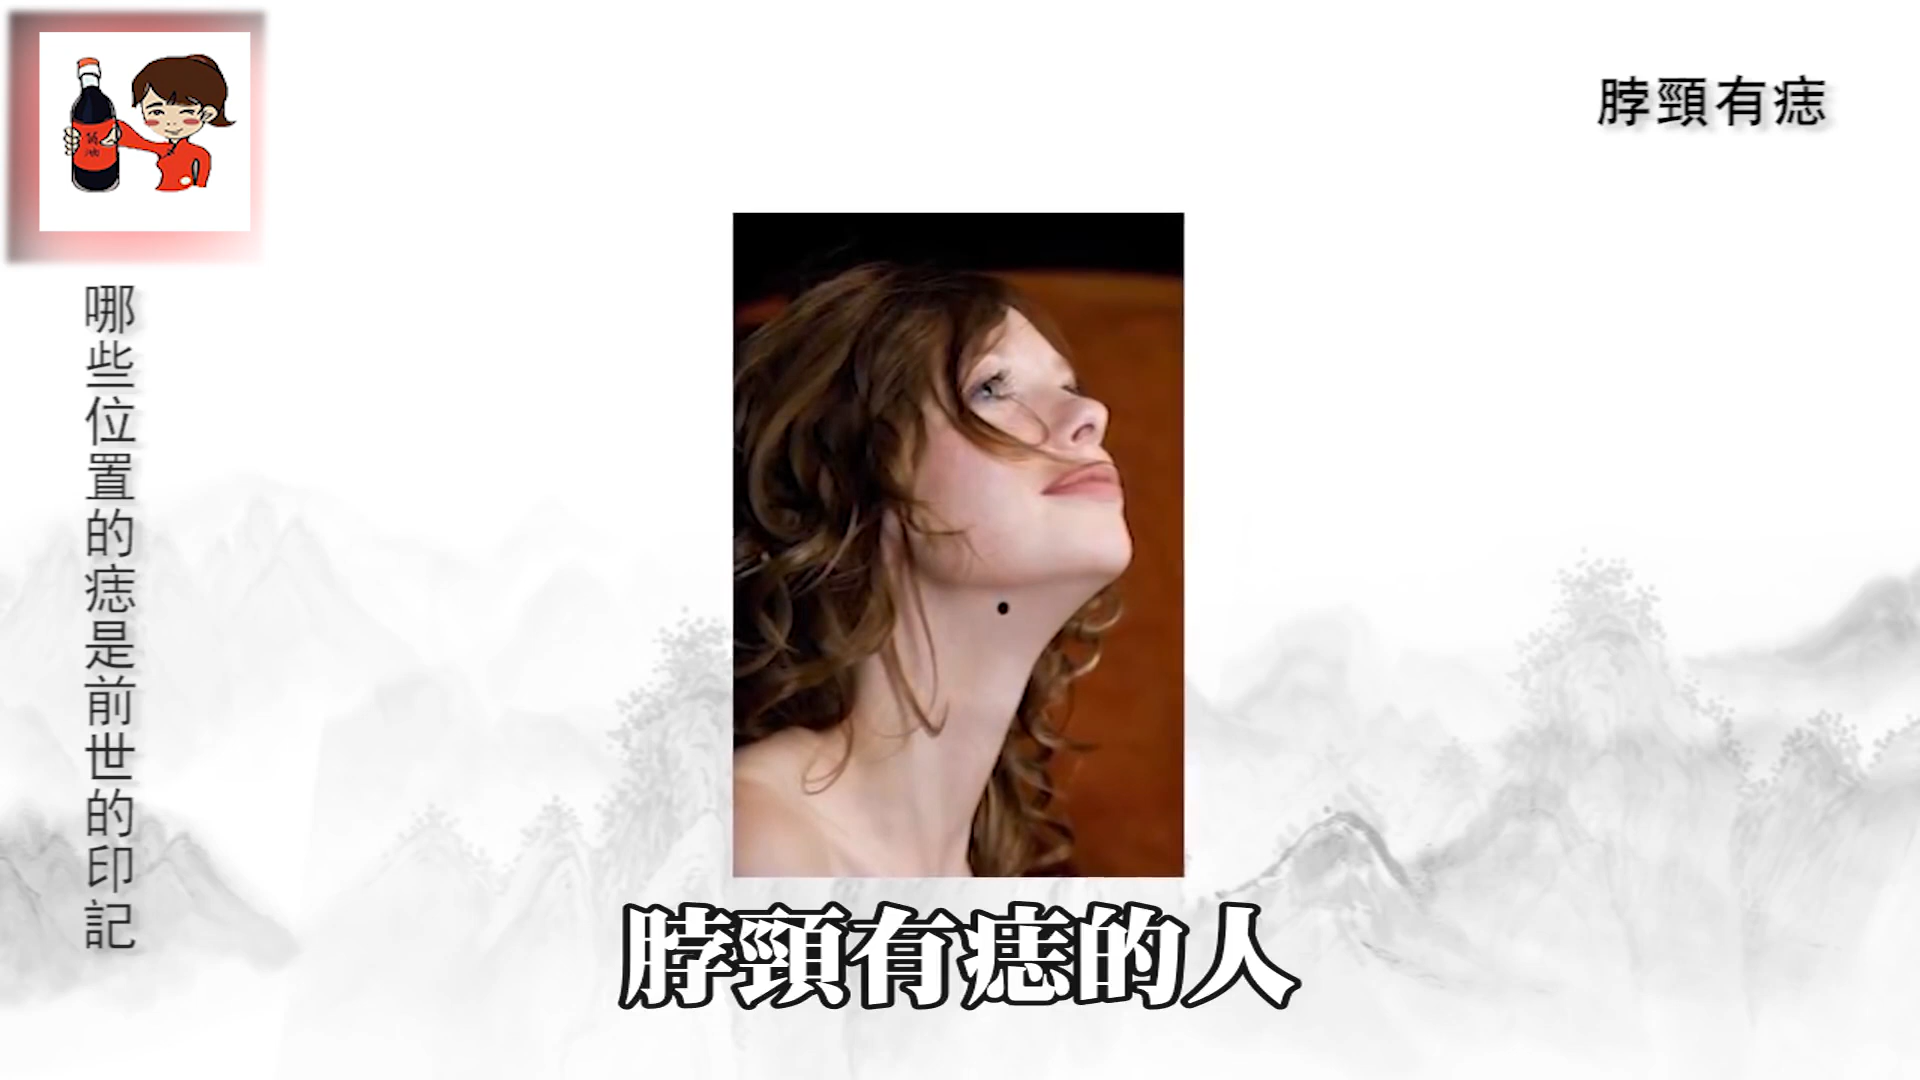 脖頸有痣
哪些位置的痣是前世的印記
脖頸有痣的人